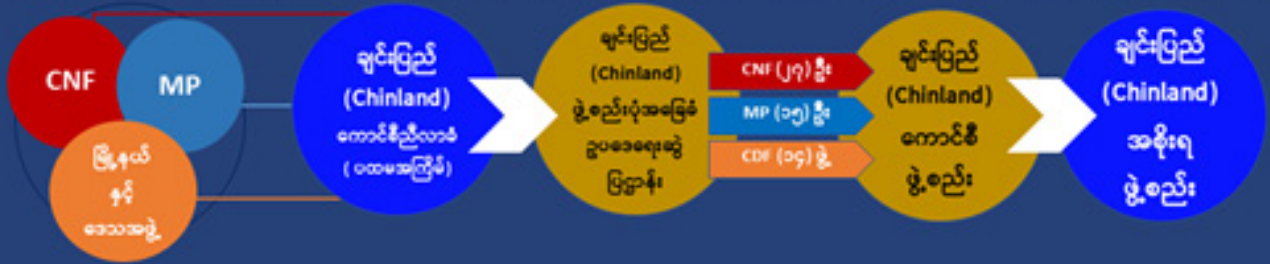 CNF
MP
မြို့နယ်
နှင့်
ဒေသအဖွဲ့
ချင်းပြည်
(Chinland)
ကောင်စီညီလာခံ
(ပထမအကြိမ်)
ချင်းပြည်
(Chinland)
ဖွဲ့စည်းပုံအခြေခံ
ဥပဒေရေးဆွဲ
ပြဋ္ဌာန်း
CNF (၂၇) ဦး
MP (၁၅) ဦး
CDF (၁၄) ဖွဲ့
ချင်းပြည်
(Chinland)
ကောင်စီ
ဖွဲ့စည်း
ချင်းပြည်
(Chinland)
အစိုးရ
ဖွဲ့စည်း